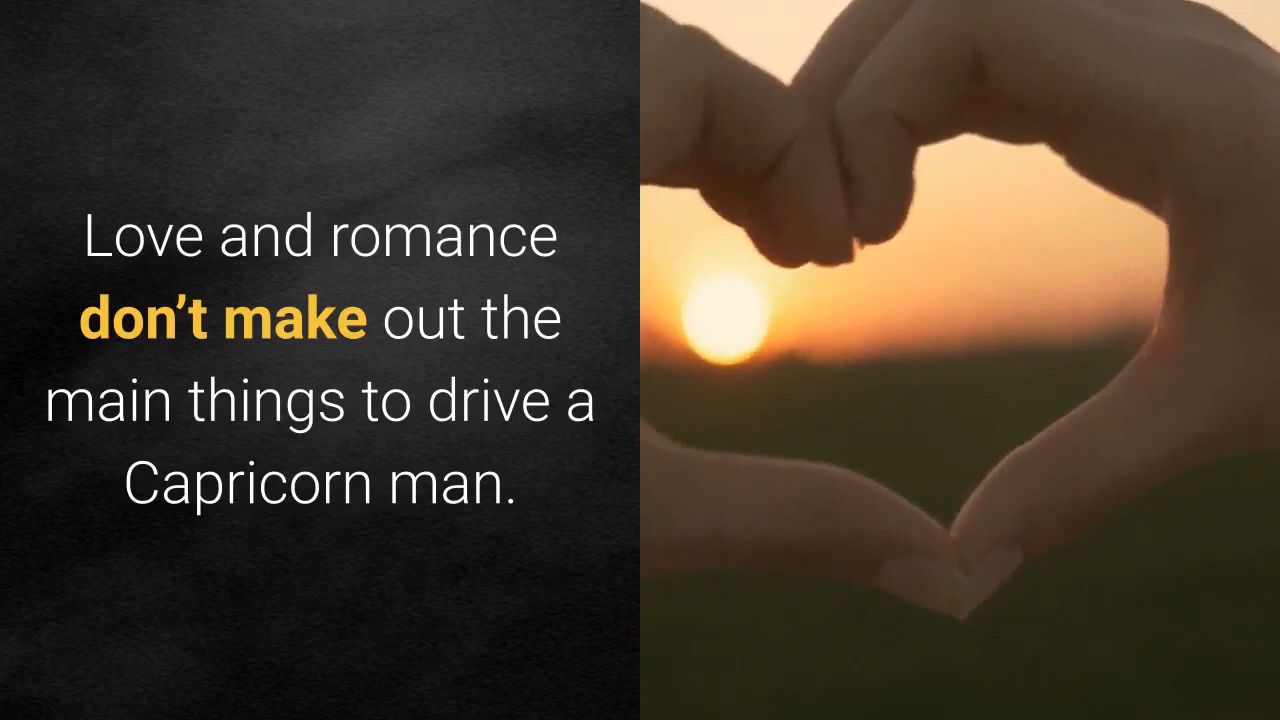 Love and romance
don’t make out the
main things to drive a
Capricorn man.